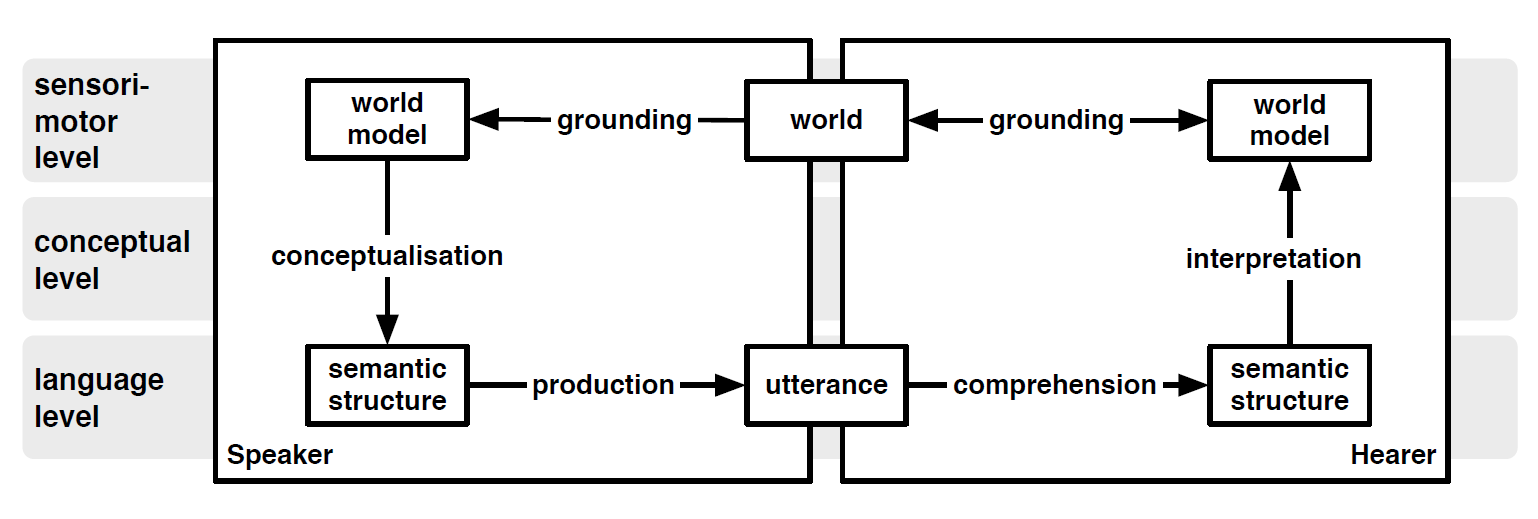 sensori-
motor
level
world
model
grounding
world
grounding
world
model
conceptual
level
conceptualisation
interpretation
language
level
semantic
structure
production
utterance
comprehension
semantic
structure
Speaker
Hearer